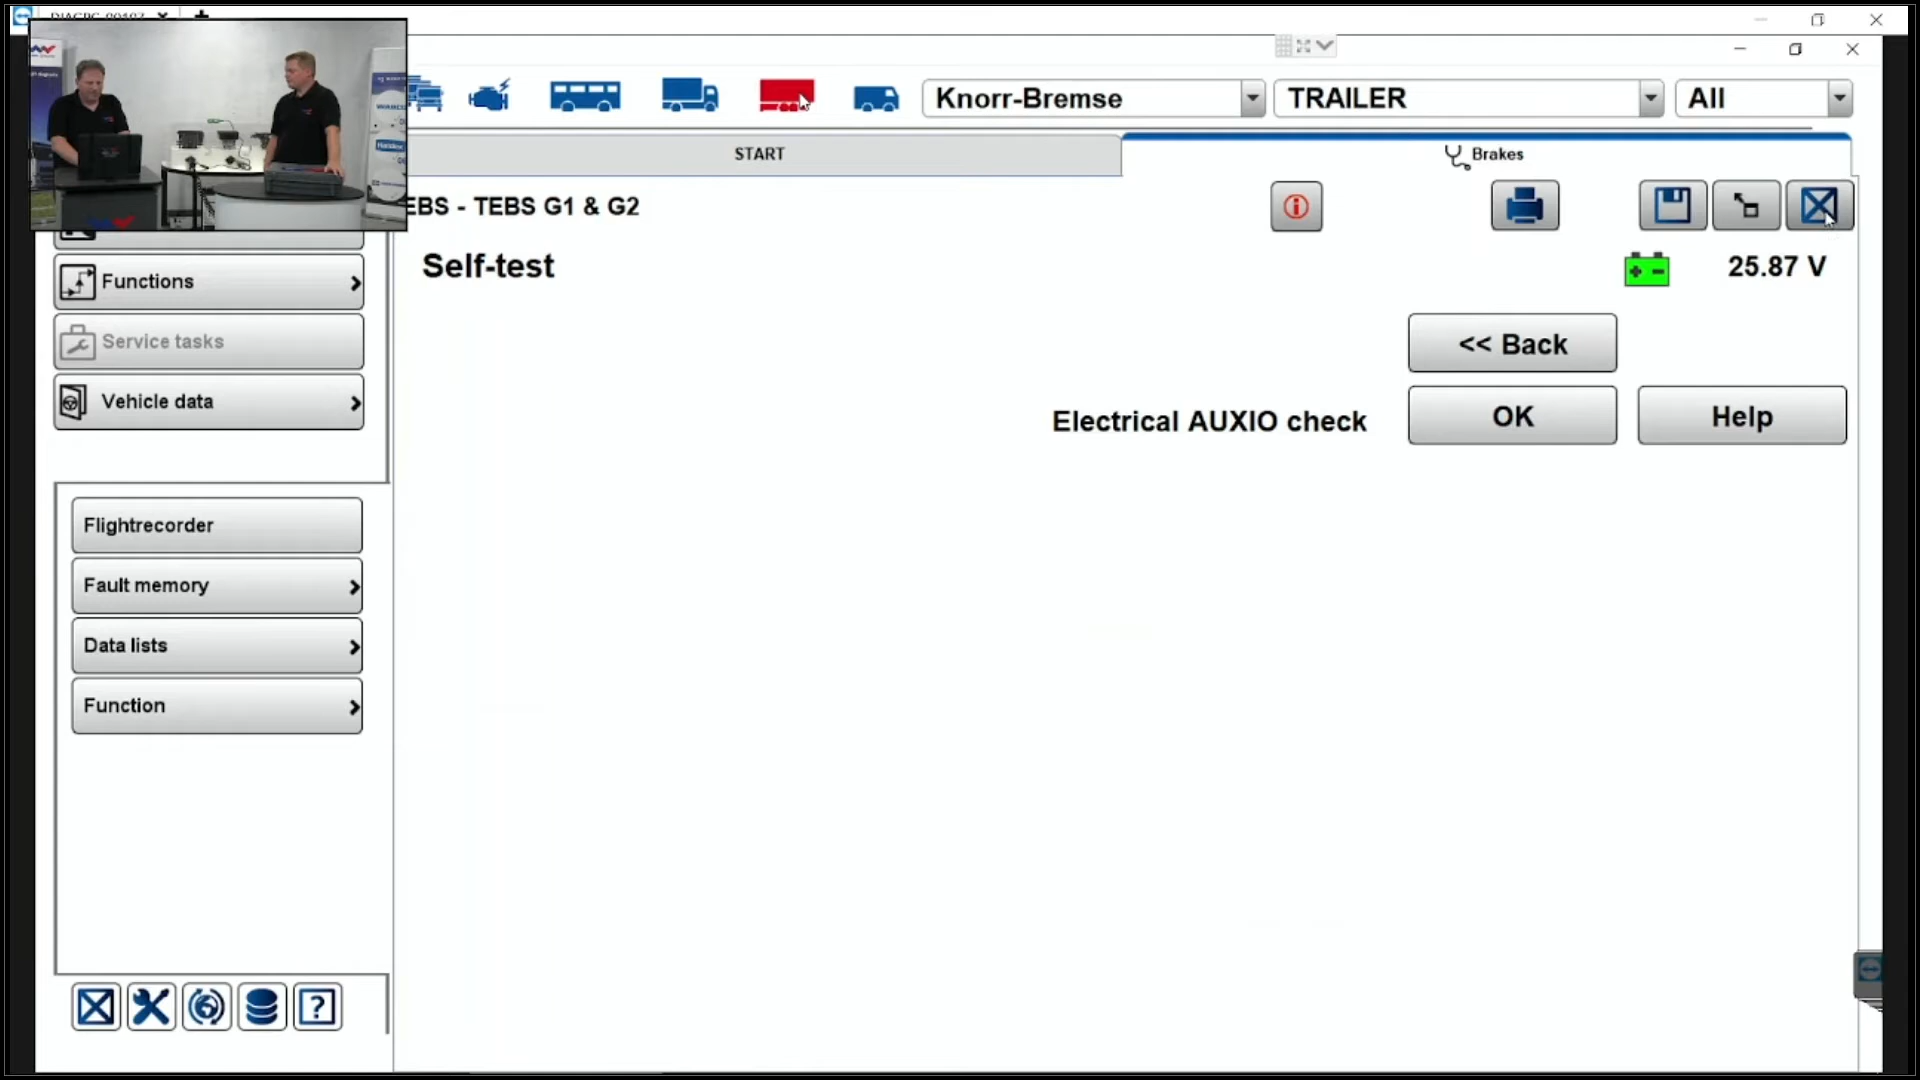 Knorr-Bremse
TRAILER
All
START
Brakes
EBS - TEBS G1 & G2
Self-test
25.87 V
Functions
Service tasks
Vehicle data
<< Back
Electrical AUXIO check
OK
Help
Flightrecorder
Fault memory
Data lists
Function